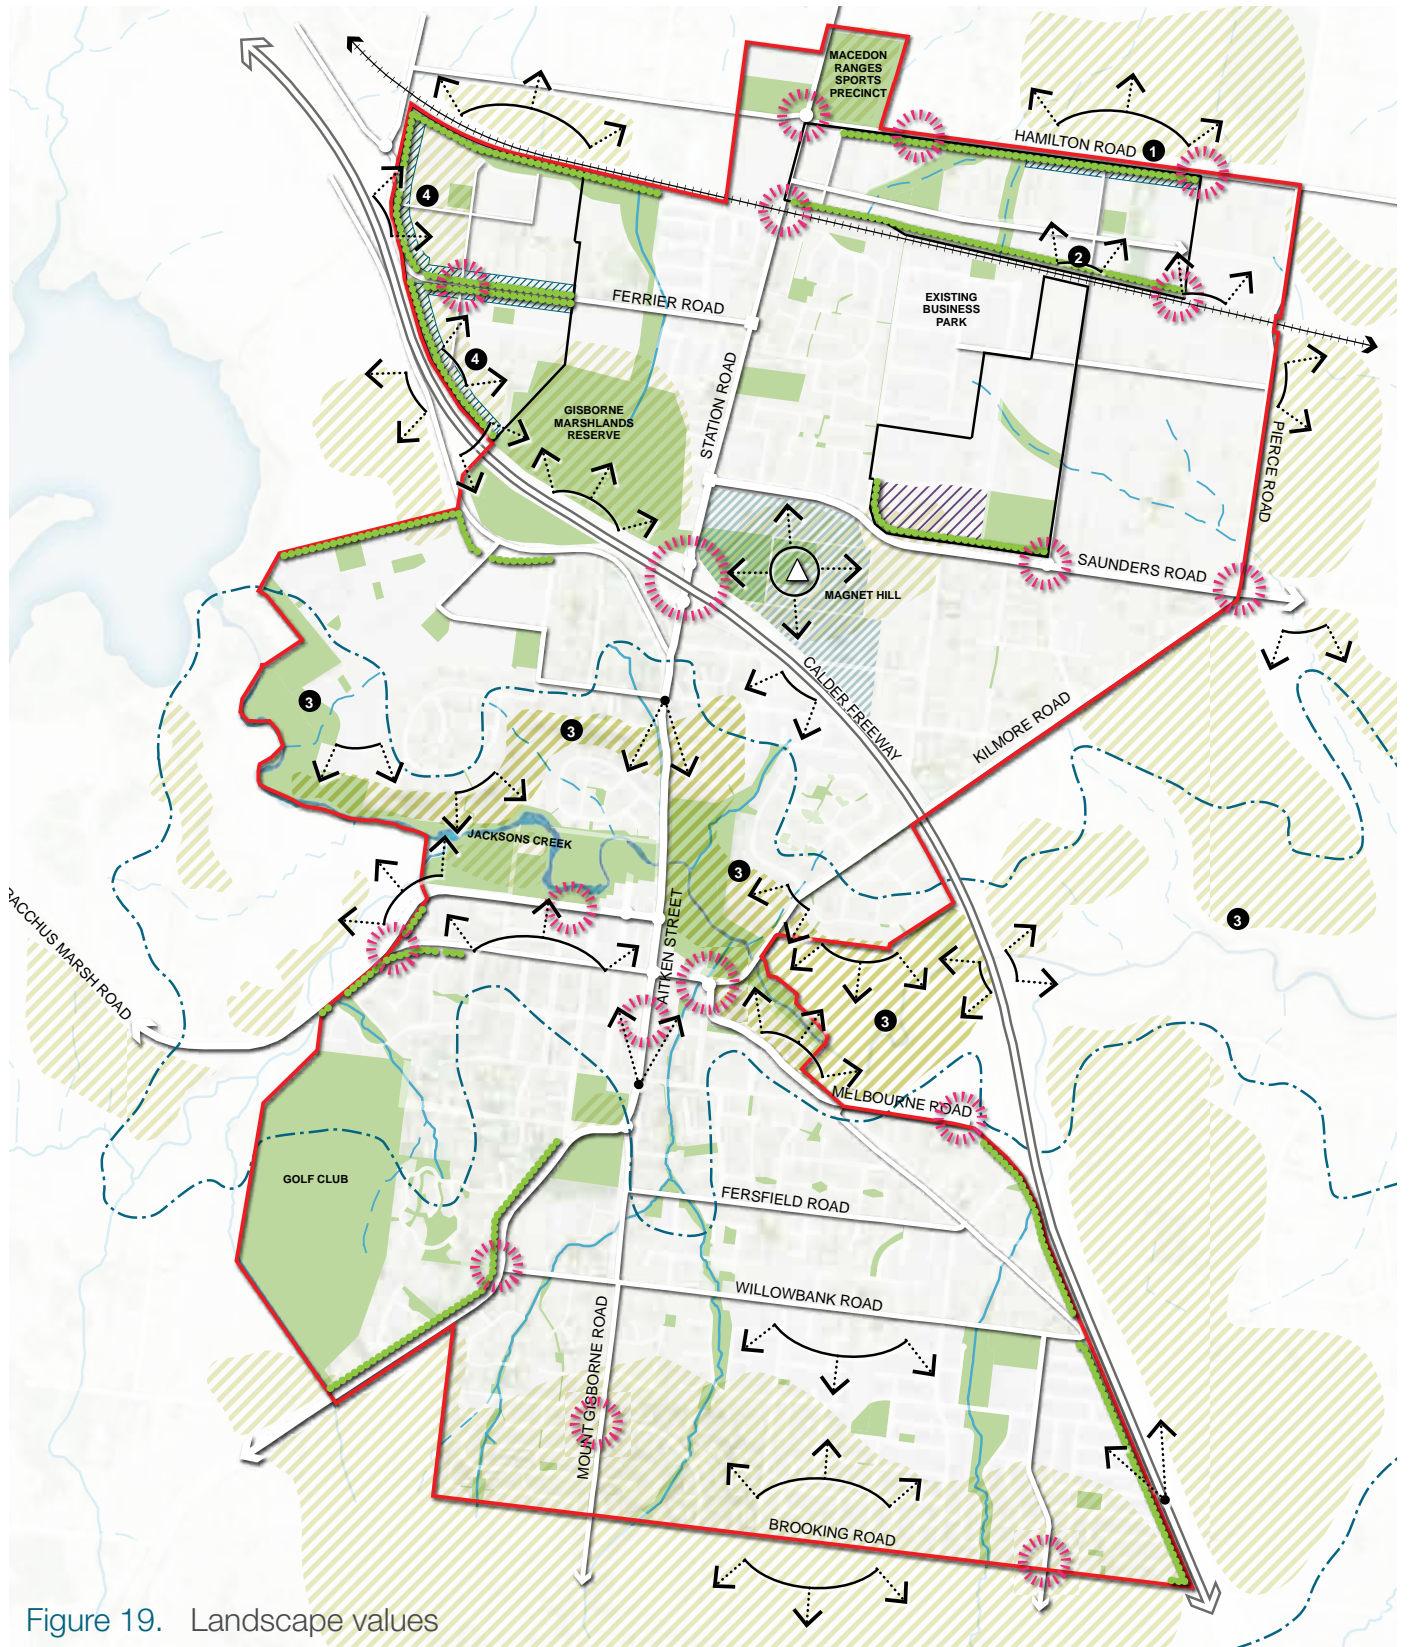 MACEDON
RANGES
SPORTS
PRECINCT
HAMILTON ROAD
1
4
2
FERRIER ROAD
EXISTING
BUSINESS
PARK
4
STATION ROAD
GISBORNE
MARSHLANDS
RESERVE
PIERCE ROAD
SAUNDERS ROAD
MAGNET HILL
CALDER FREEWAY
KILMORE ROAD
3
3
JACKSONS CREEK
3
AITKEN STREET
3
BACCHUS MARSH ROAD
3
MELBOURNE ROAD
GOLF CLUB
FERSFIELD ROAD
WILLOWBANK ROAD
MOUNT GISBORNE ROAD
BROOKING ROAD
Figure 19. Landscape values